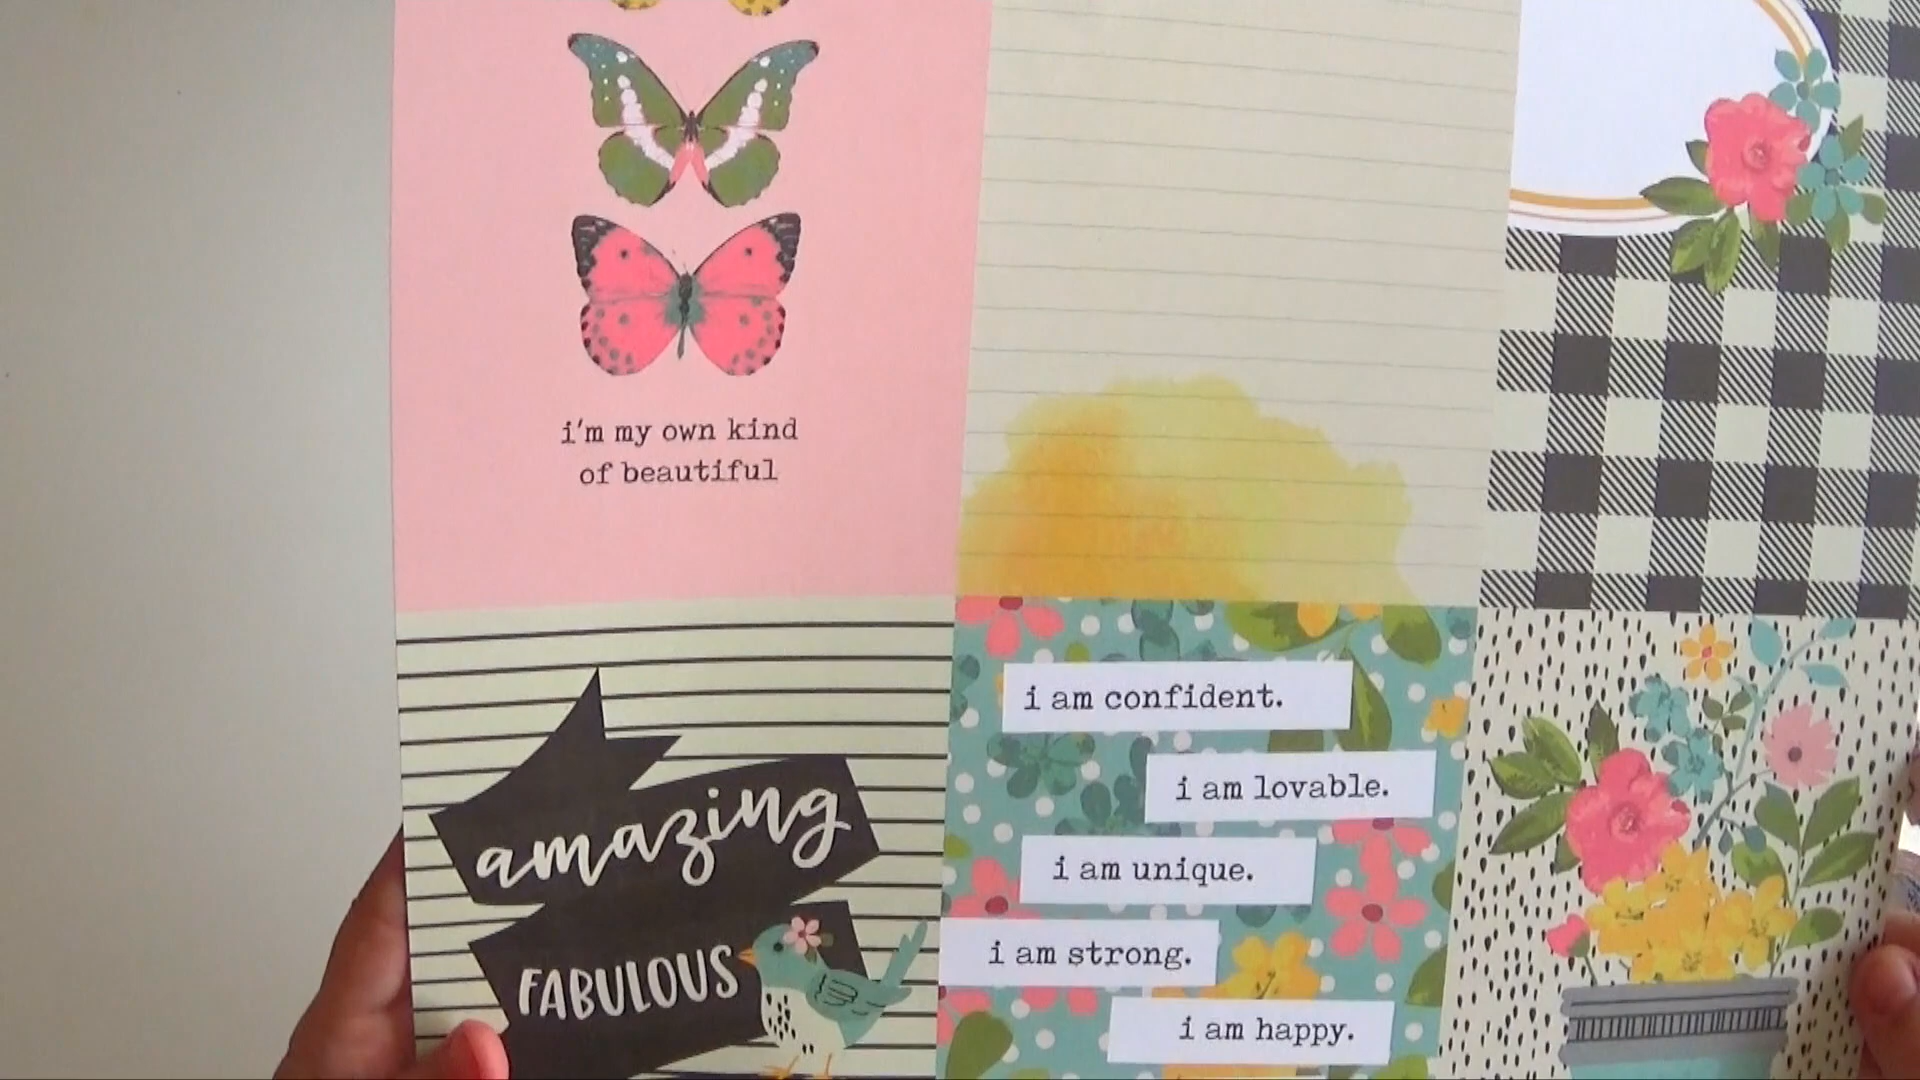 i'm my own kind
of beautiful
amazing
FABULOUS
i am confident.
i am lovable.
i am unique.
i am strong.
i am happy.